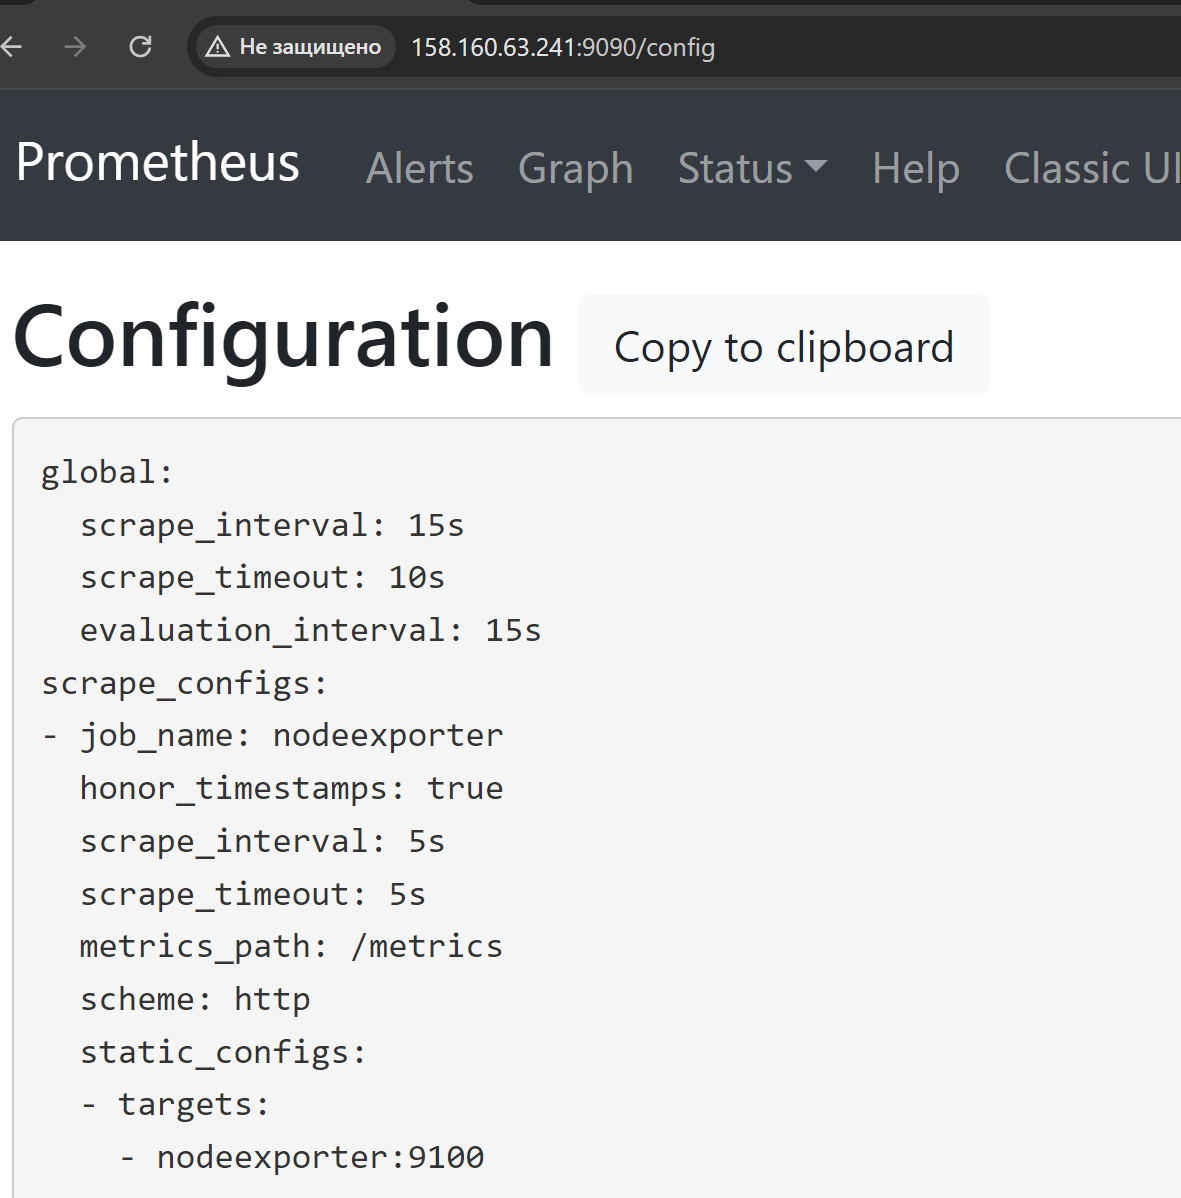 Не защищено 158.160.63.241:9090/config
Prometheus Alerts Graph Status Help Classic UI
Configuration Copy to clipboard
global:
  scrape_interval: 15s
  scrape_timeout: 10s
  evaluation_interval: 15s
scrape_configs:
- job_name: nodeexporter
  honor_timestamps: true
  scrape_interval: 5s
  scrape_timeout: 5s
  metrics_path: /metrics
  scheme: http
  static_configs:
  - targets:
    - nodeexporter:9100